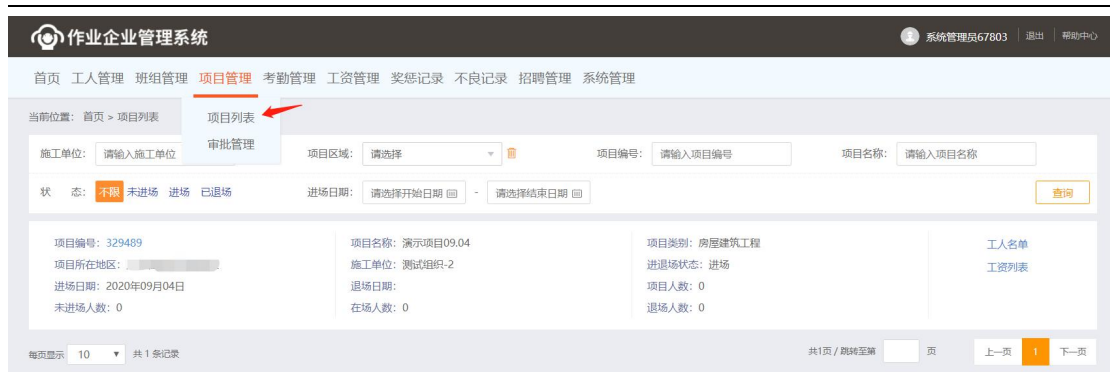 作业企业管理系统 系统管理员67803 退出 帮助中心
首页 工人管理 班组管理 项目管理 考勤管理 工资管理 奖惩记录 不良记录 招聘管理 系统管理
当前位置: 首页 > 项目列表 项目列表
审批管理
施工单位: 请输入施工单位 项目区域: 请选择 项目编号: 请输入项目编号 项目名称: 请输入项目名称
状 态: 不限 未进场 进场 已退场 进场日期: 请选择开始日期 - 请选择结束日期 查询
项目编号: 329489 项目名称: 演示项目09.04 项目类别: 房屋建筑工程 工人名单
项目所在地区: 施工单位: 测试组织-2 进退场状态: 进场 工资列表
进场日期: 2020年09月04日 退场日期: 项目人数: 0
未进场人数: 0 在场人数: 0 退场人数: 0
每页显示 10 共 1 条记录 共1页 / 跳转至第 页 上一页 1 下一页